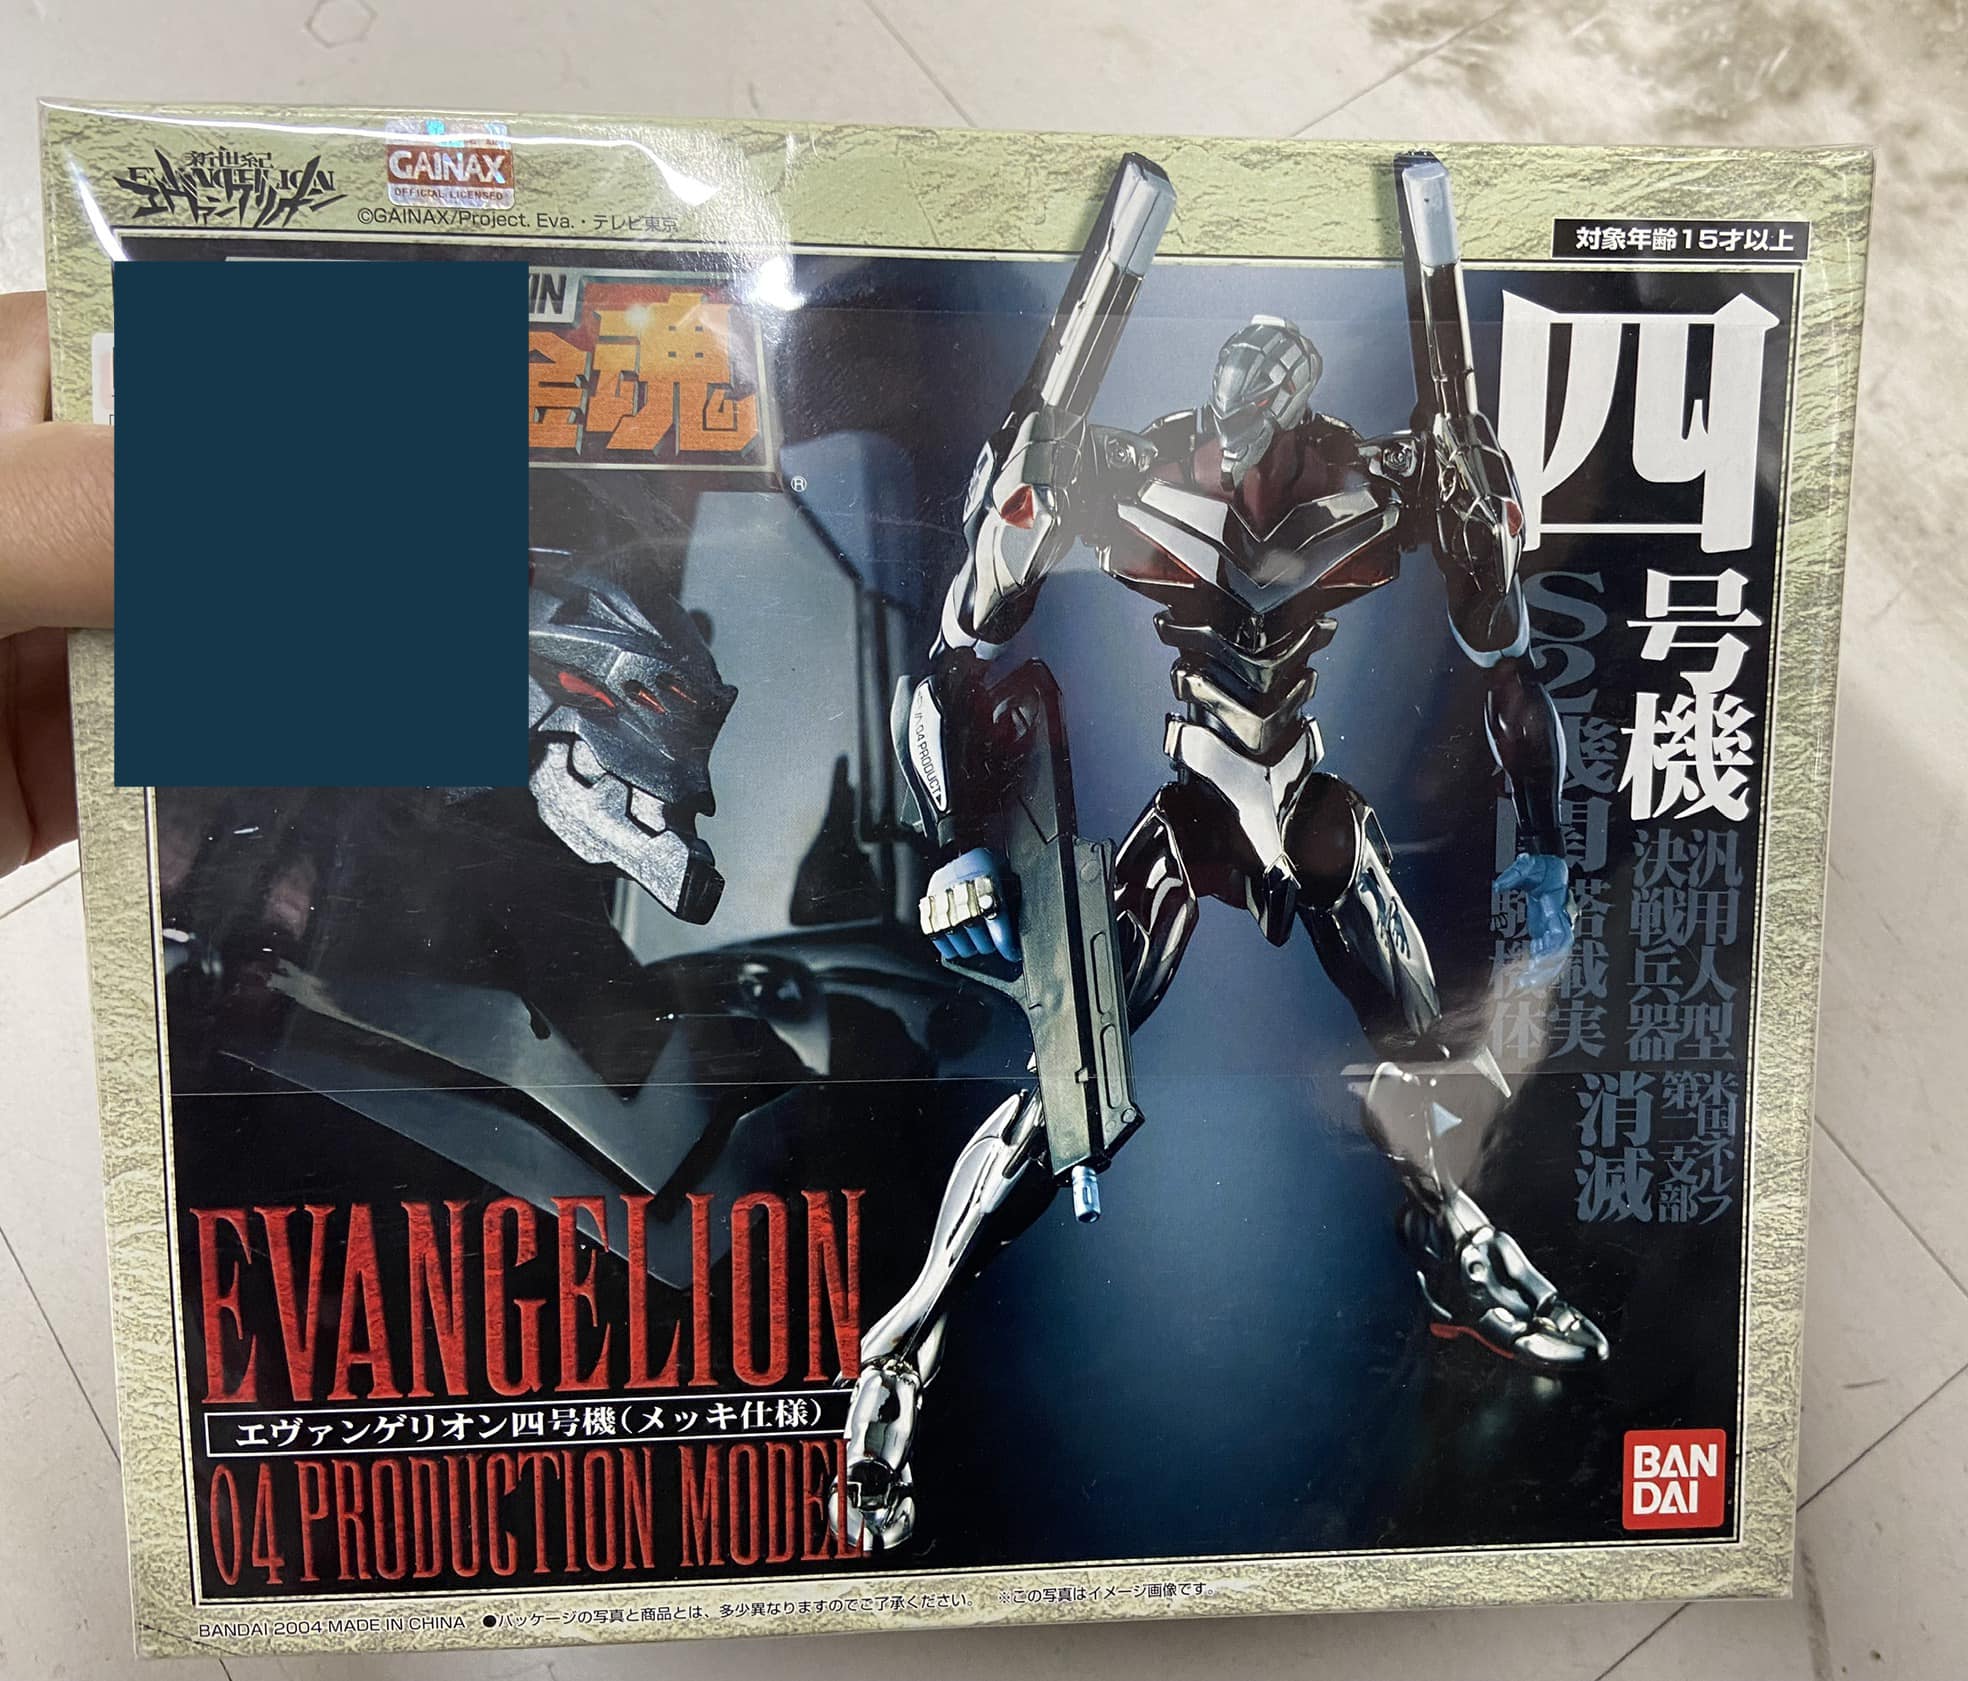 新世紀
EVANGELION
エヴァンゲリオン
GAINAX
OFFICIAL LICENSED
©GAINAX/Project. Eva.・テレビ東京
対象年齢15才以上
金魂
®
四号機
S2機関
搭載実
験機体
汎用人型
決戦兵器
米国ネルフ
第二支部
消滅
04 PRODUCT
EVANGELION
エヴァンゲリオン四号機(メッキ仕様)
04 PRODUCTION MODEL
BAN
DAI
BANDAI 2004 MADE IN CHINA ●パッケージの写真と商品とは、多少異なりますのでご了承ください。 ※この写真はイメージ画像です。